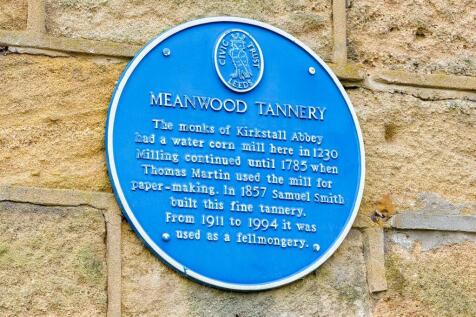 CIVIC TRUST
LEEDS
MEANWOOD TANNERY
The monks of Kirkstall Abbey
had a water corn mill here in 1230
Milling continued until 1785 when
Thomas Martin used the mill for
paper-making. In 1857 Samuel Smith
built this fine tannery.
From 1911 to 1994 it was
used as a fellmongery.